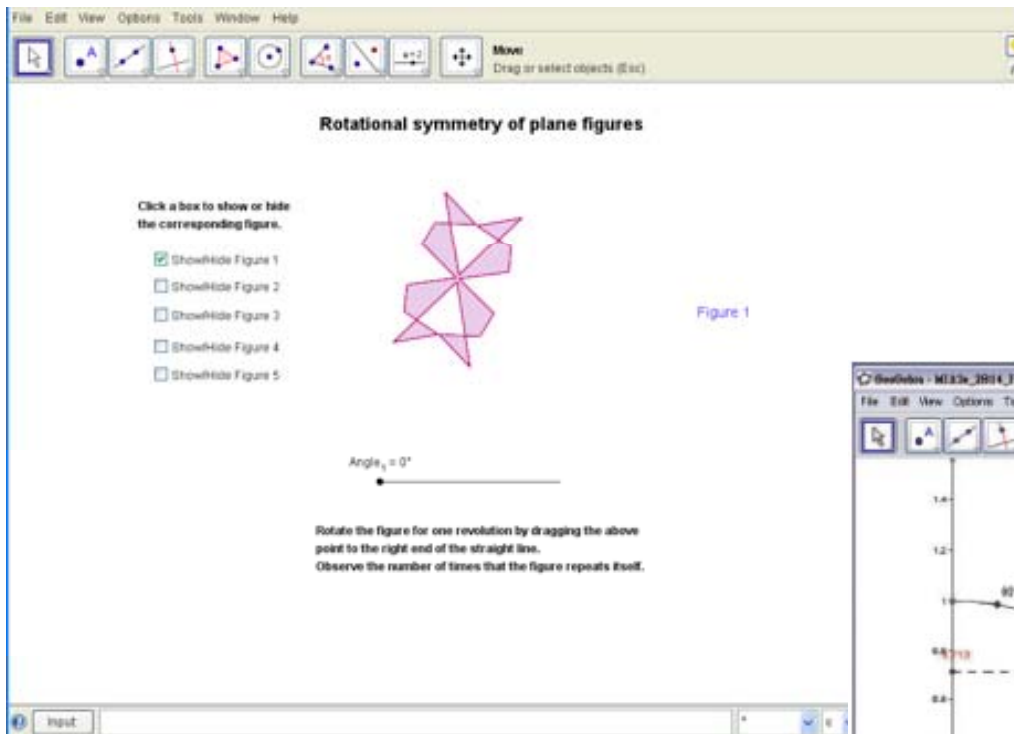 File Edit View Options Tools Window Help
Move
Drag or select objects (Esc)
Rotational symmetry of plane figures
Click a box to show or hide
the corresponding figure.
Show/Hide Figure 1
Show/Hide Figure 2
Show/Hide Figure 3
Show/Hide Figure 4
Show/Hide Figure 5
Figure 1
Angle₁ = 0°
Rotate the figure for one revolution by dragging the above
point to the right end of the straight line.
Observe the number of times that the figure repeats itself.
File Edit View Options
A
1.4
1.2
1
0.8
0.6
Input